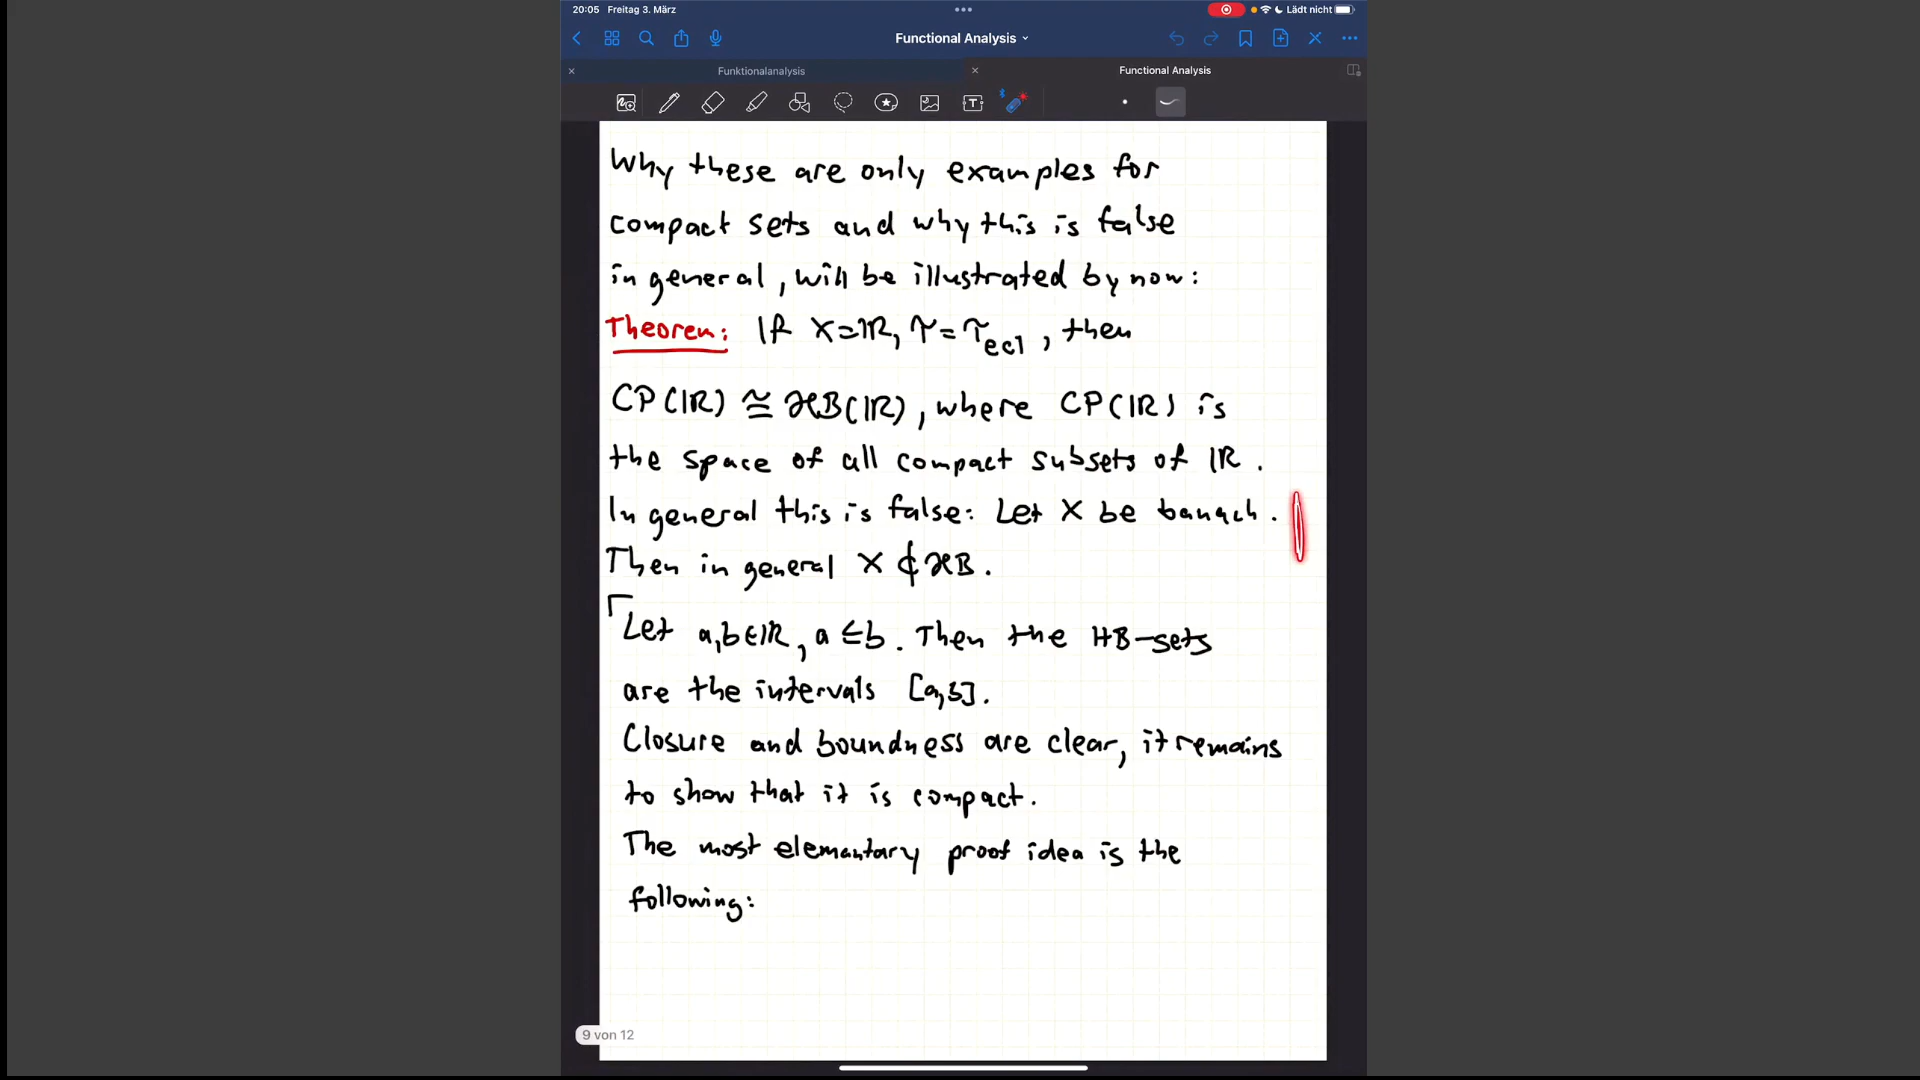 20:05 Freitag 3. März
Lädt nicht
Functional Analysis
Funktionalanalysis
Functional Analysis
Why these are only examples for
compact sets and why this is false
in general, will be illustrated by now:
Theorem: If X=ℝ, τ=τ_ecl, then
CP(ℝ) ≅ ℋB(ℝ), where CP(ℝ) is
the space of all compact subsets of ℝ.
In general this is false: Let X be banach.
Then in general X ⊄ ℋB.
Let a,b∈ℝ, a≤b. Then the HB-sets
are the intervals [a,b].
Closure and boundness are clear, it remains
to show that it is compact.
The most elemantary proof idea is the
following:
9 von 12